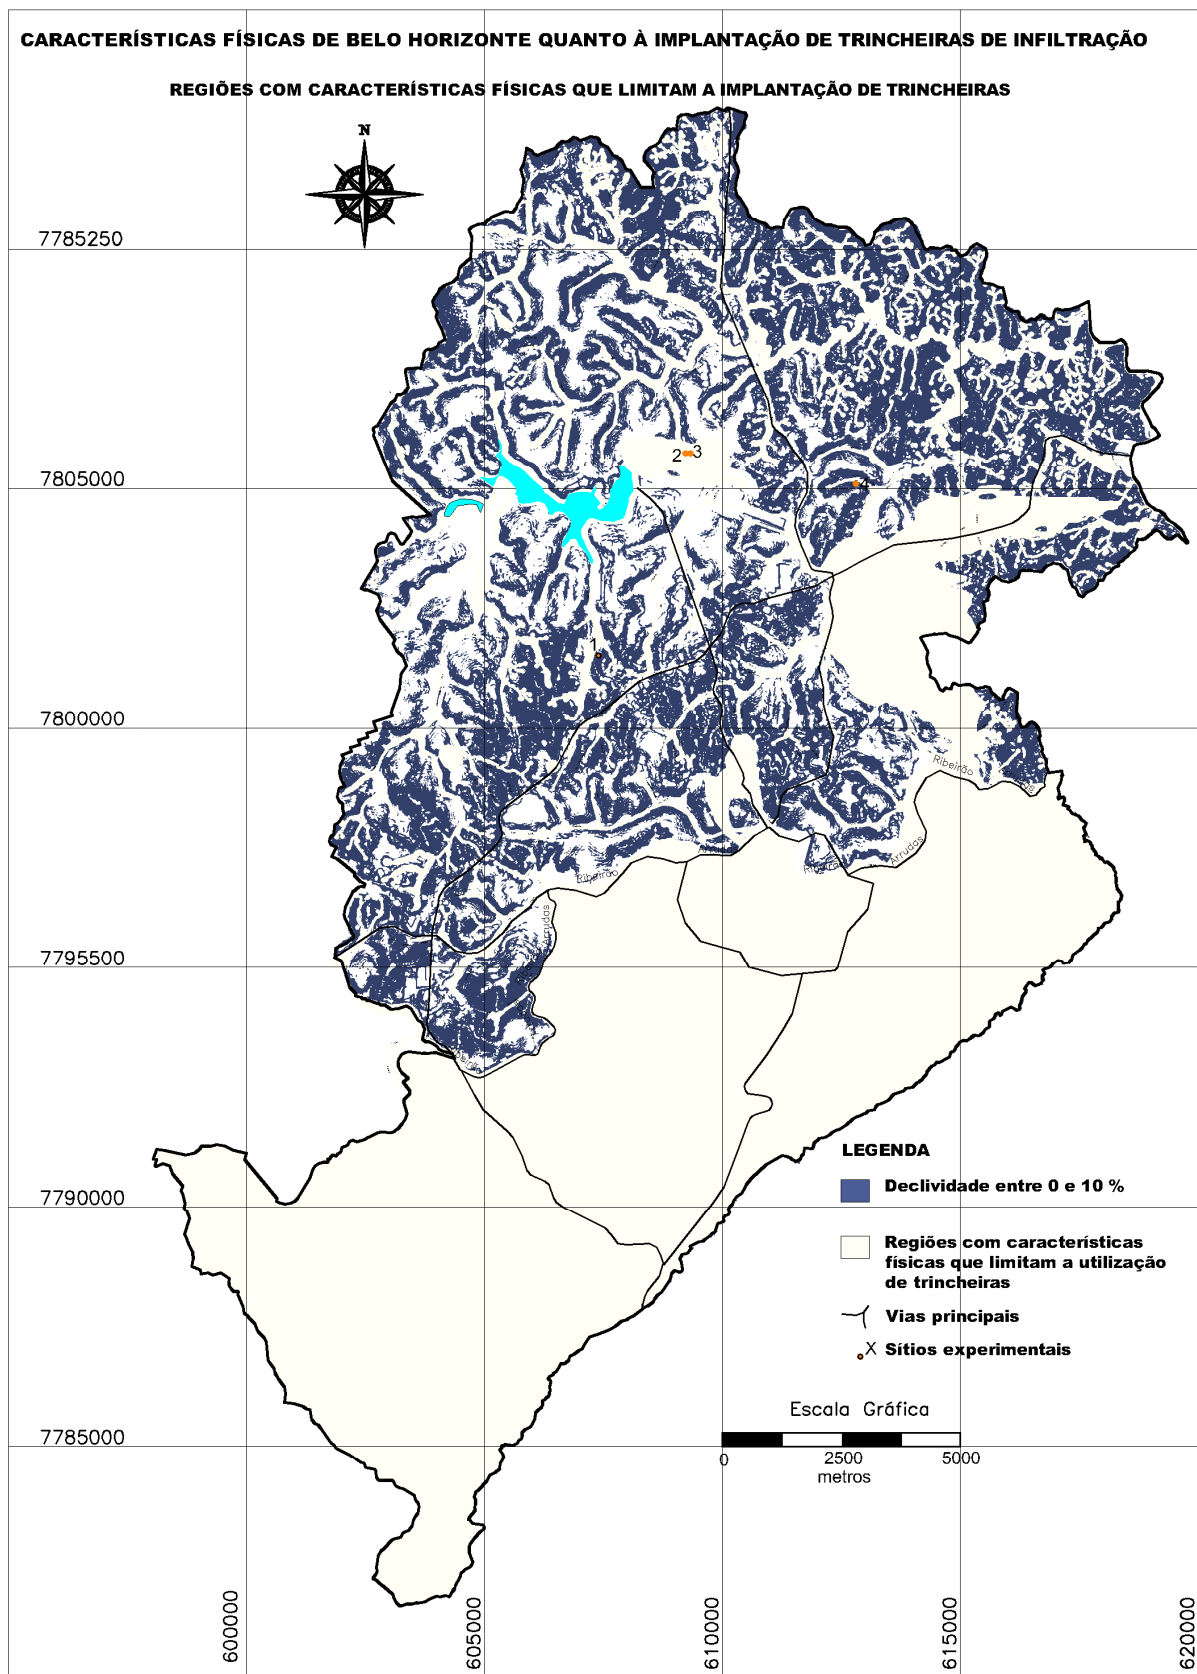 CARACTERÍSTICAS FÍSICAS DE BELO HORIZONTE QUANTO À IMPLANTAÇÃO DE TRINCHEIRAS DE INFILTRAÇÃO
REGIÕES COM CARACTERÍSTICAS FÍSICAS QUE LIMITAM A IMPLANTAÇÃO DE TRINCHEIRAS
N
7785250
2 3
4
7805000
1
7800000
Ribeirão
Arrudas
Ribeirão
Ribeirão
7795500
LEGENDA
Declividade entre 0 e 10 %
7790000
Regiões com características
físicas que limitam a utilização
de trincheiras
Vias principais
X Sítios experimentais
Escala Gráfica
7785000
0 2500 5000
metros
600000
605000
610000
615000
620000